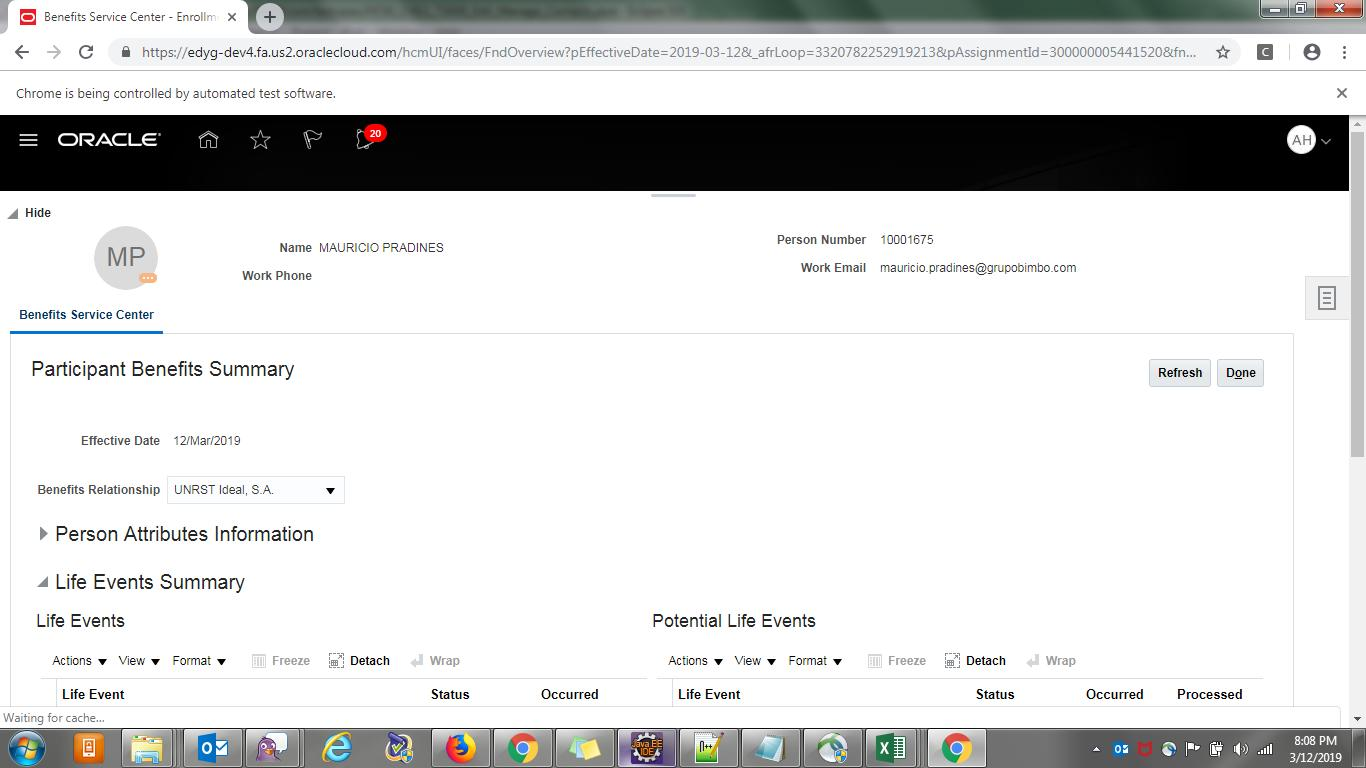 Benefits Service Center - Enrollm
https://edyg-dev4.fa.us2.oraclecloud.com/hcmUI/faces/FndOverview?pEffectiveDate=2019-03-12&_afrLoop=3320782252919213&pAssignmentId=300000005441520&fn...
C
Chrome is being controlled by automated test software.
ORACLE
20
AH
Hide
MP
Name MAURICIO PRADINES
Person Number 10001675
Work Phone
Work Email mauricio.pradines@grupobimbo.com
Benefits Service Center
Participant Benefits Summary
Refresh Done
Effective Date 12/Mar/2019
Benefits Relationship UNRST Ideal, S.A.
Person Attributes Information
Life Events Summary
Life Events Potential Life Events
Actions View Format Freeze Detach Wrap Actions View Format Freeze Detach Wrap
Life Event Status Occurred Life Event Status Occurred Processed
Waiting for cache...
Java EE
IDE
8:08 PM
3/12/2019